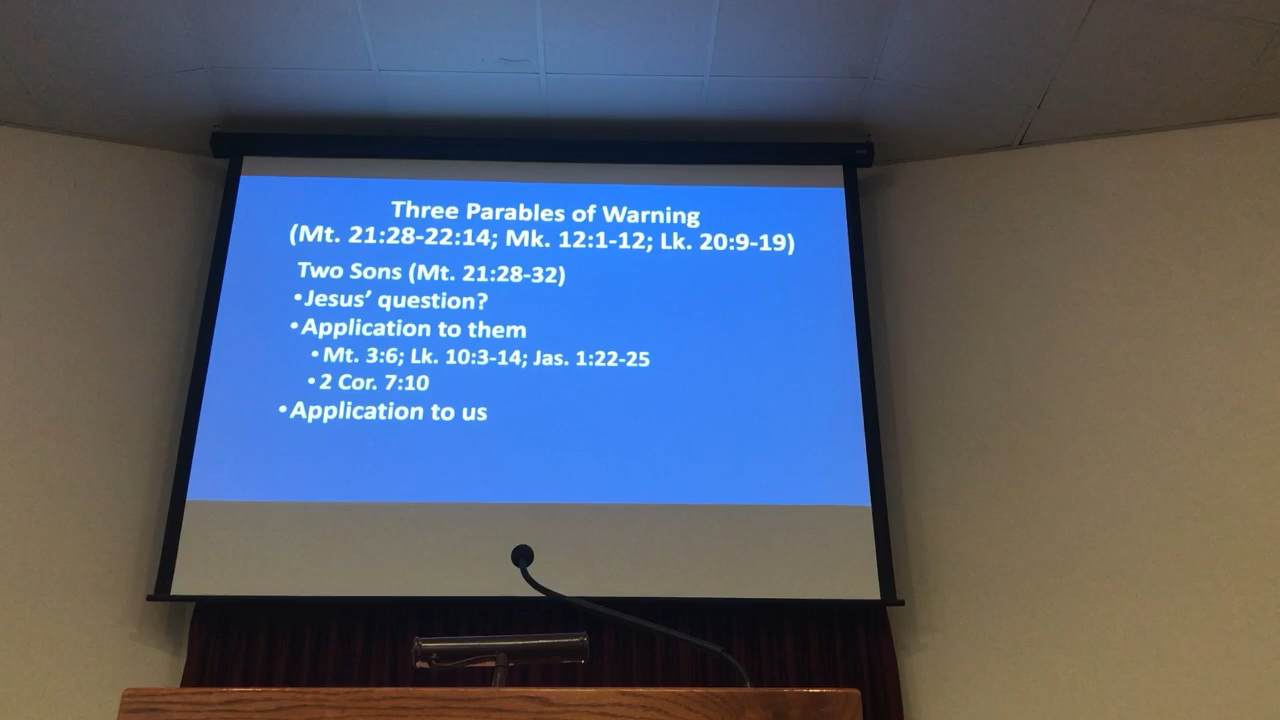 Three Parables of Warning
(Mt. 21:28-22:14; Mk. 12:1-12; Lk. 20:9-19)
Two Sons (Mt. 21:28-32)
•Jesus’ question?
•Application to them
•Mt. 3:6; Lk. 10:3-14; Jas. 1:22-25
•2 Cor. 7:10
•Application to us